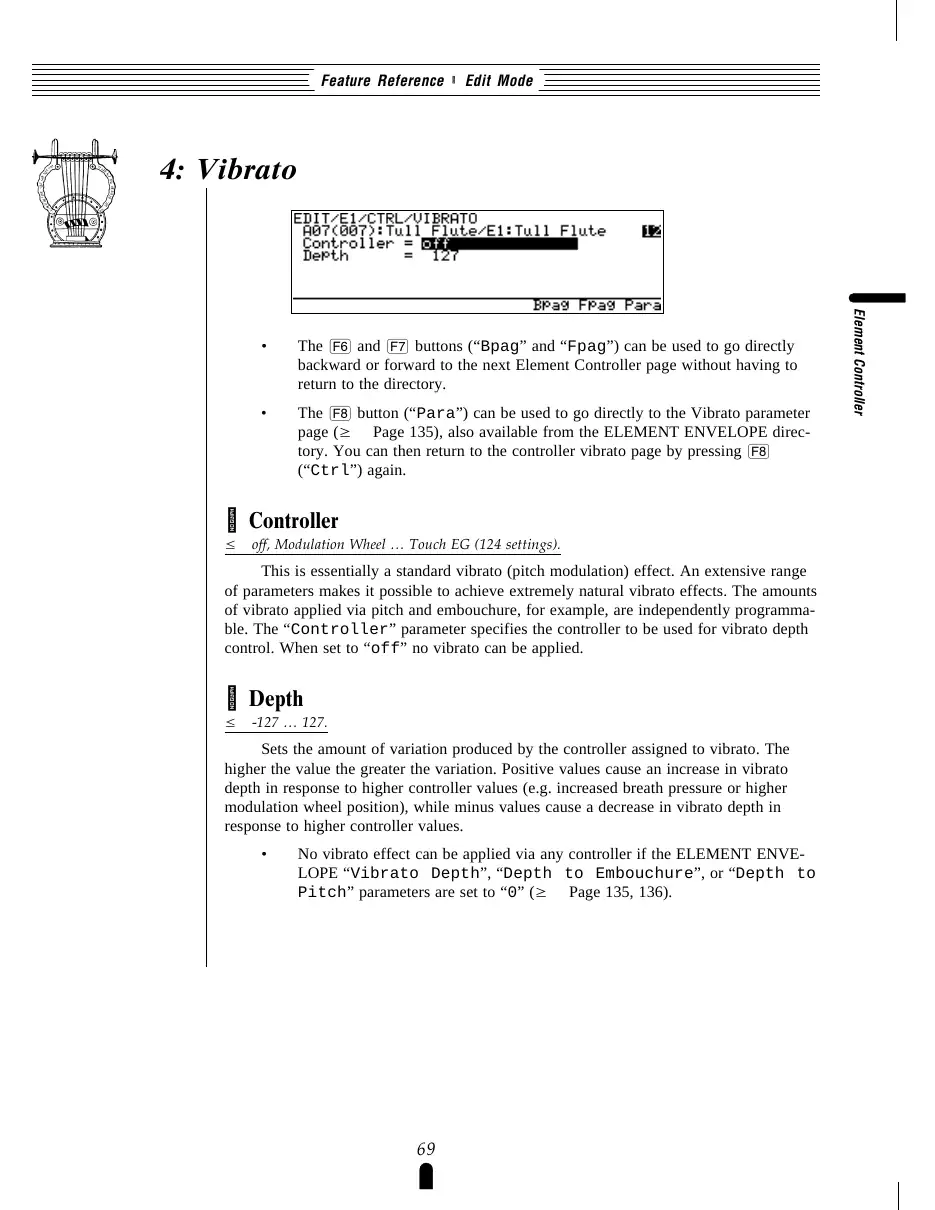 Feature Reference Edit Mode
4: Vibrato
EDIT/E1/CTRL/VIBRATO
A07(007):Tull Flute/E1:Tull Flute 12
Controller = off
Depth = 127
Bpag Fpag Para
Element Controller
• The F6 and F7 buttons (“Bpag” and “Fpag”) can be used to go directly
backward or forward to the next Element Controller page without having to
return to the directory.
• The F8 button (“Para”) can be used to go directly to the Vibrato parameter
page (≥ Page 135), also available from the ELEMENT ENVELOPE direc-
tory. You can then return to the controller vibrato page by pressing F8
(“Ctrl”) again.
Controller
≤ off, Modulation Wheel … Touch EG (124 settings).
This is essentially a standard vibrato (pitch modulation) effect. An extensive range
of parameters makes it possible to achieve extremely natural vibrato effects. The amounts
of vibrato applied via pitch and embouchure, for example, are independently programma-
ble. The “Controller” parameter specifies the controller to be used for vibrato depth
control. When set to “off” no vibrato can be applied.
Depth
≤ -127 … 127.
Sets the amount of variation produced by the controller assigned to vibrato. The
higher the value the greater the variation. Positive values cause an increase in vibrato
depth in response to higher controller values (e.g. increased breath pressure or higher
modulation wheel position), while minus values cause a decrease in vibrato depth in
response to higher controller values.
• No vibrato effect can be applied via any controller if the ELEMENT ENVE-
LOPE “Vibrato Depth”, “Depth to Embouchure”, or “Depth to
Pitch” parameters are set to “0” (≥ Page 135, 136).
69